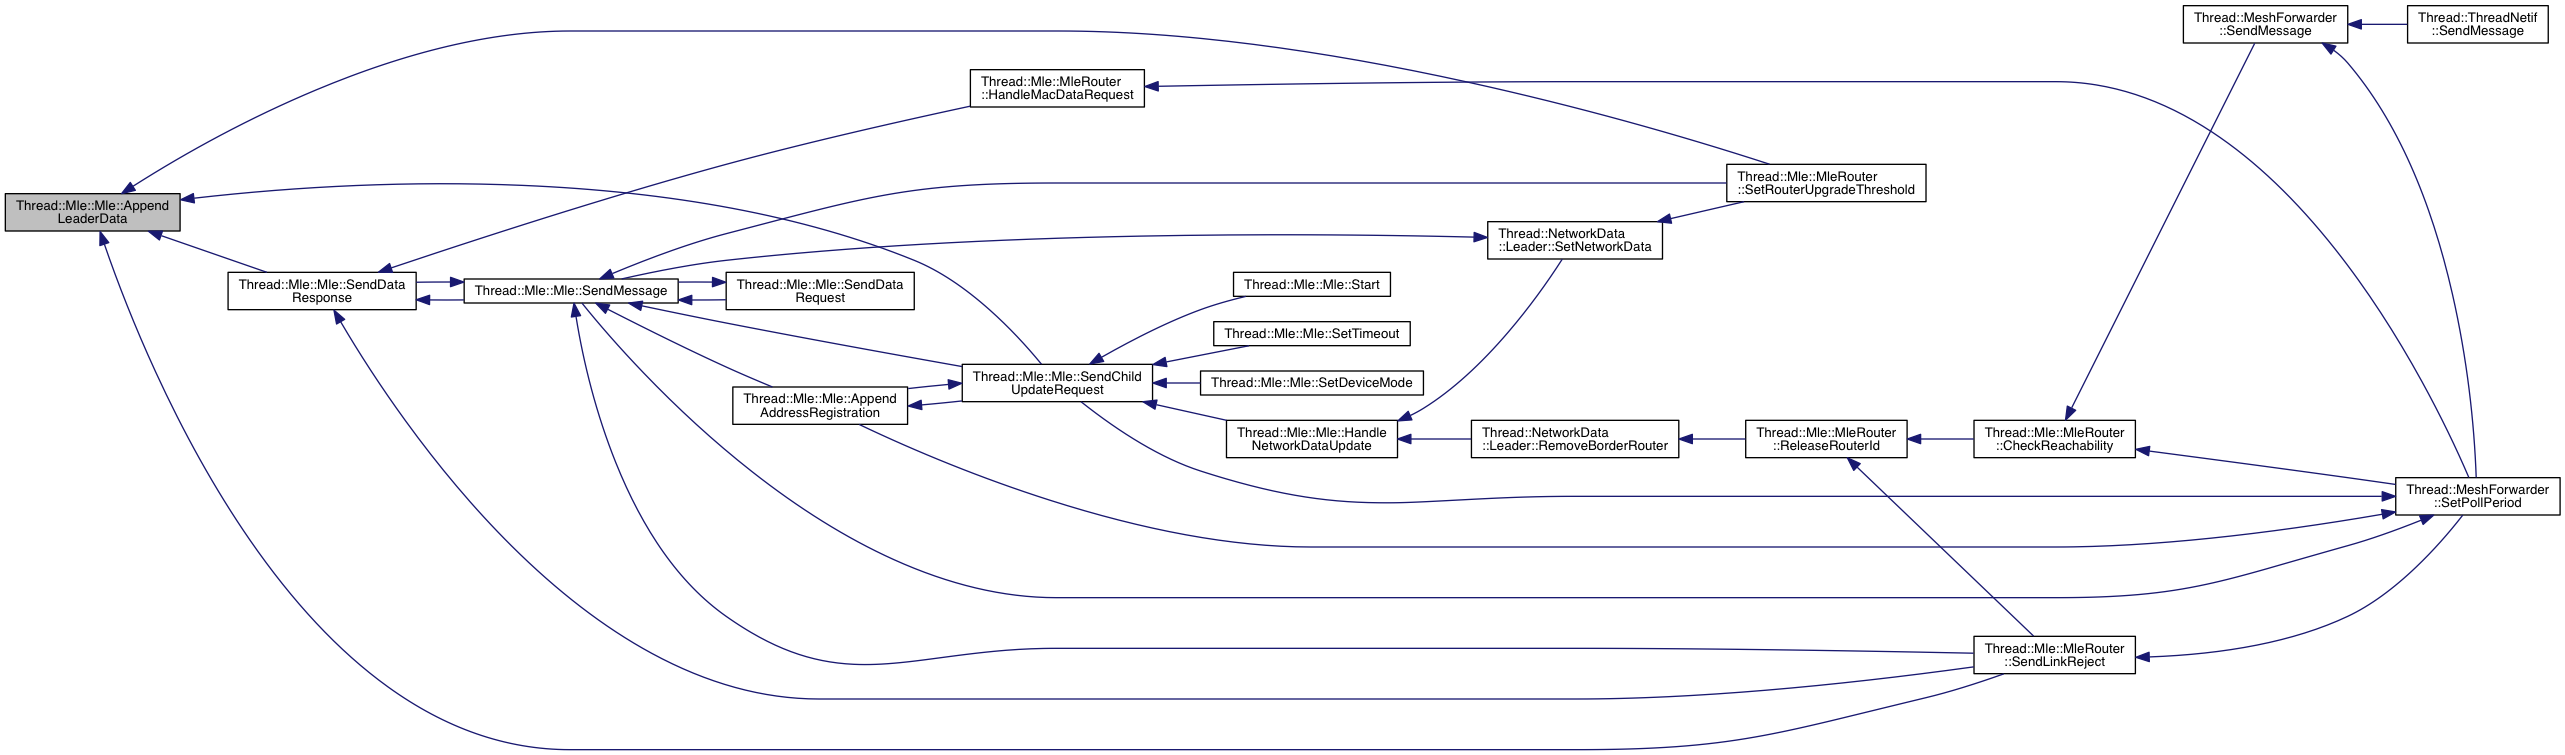 Thread::MeshForwarder
::SendMessage
Thread::ThreadNetif
::SendMessage
Thread::Mle::MleRouter
::HandleMacDataRequest
Thread::Mle::MleRouter
::SetRouterUpgradeThreshold
Thread::Mle::Mle::Append
LeaderData
Thread::NetworkData
::Leader::SetNetworkData
Thread::Mle::Mle::SendData
Response
Thread::Mle::Mle::SendMessage
Thread::Mle::Mle::SendData
Request
Thread::Mle::Mle::Start
Thread::Mle::Mle::SetTimeout
Thread::Mle::Mle::SendChild
UpdateRequest
Thread::Mle::Mle::SetDeviceMode
Thread::Mle::Mle::Append
AddressRegistration
Thread::Mle::Mle::Handle
NetworkDataUpdate
Thread::NetworkData
::Leader::RemoveBorderRouter
Thread::Mle::MleRouter
::ReleaseRouterId
Thread::Mle::MleRouter
::CheckReachability
Thread::MeshForwarder
::SetPollPeriod
Thread::Mle::MleRouter
::SendLinkReject